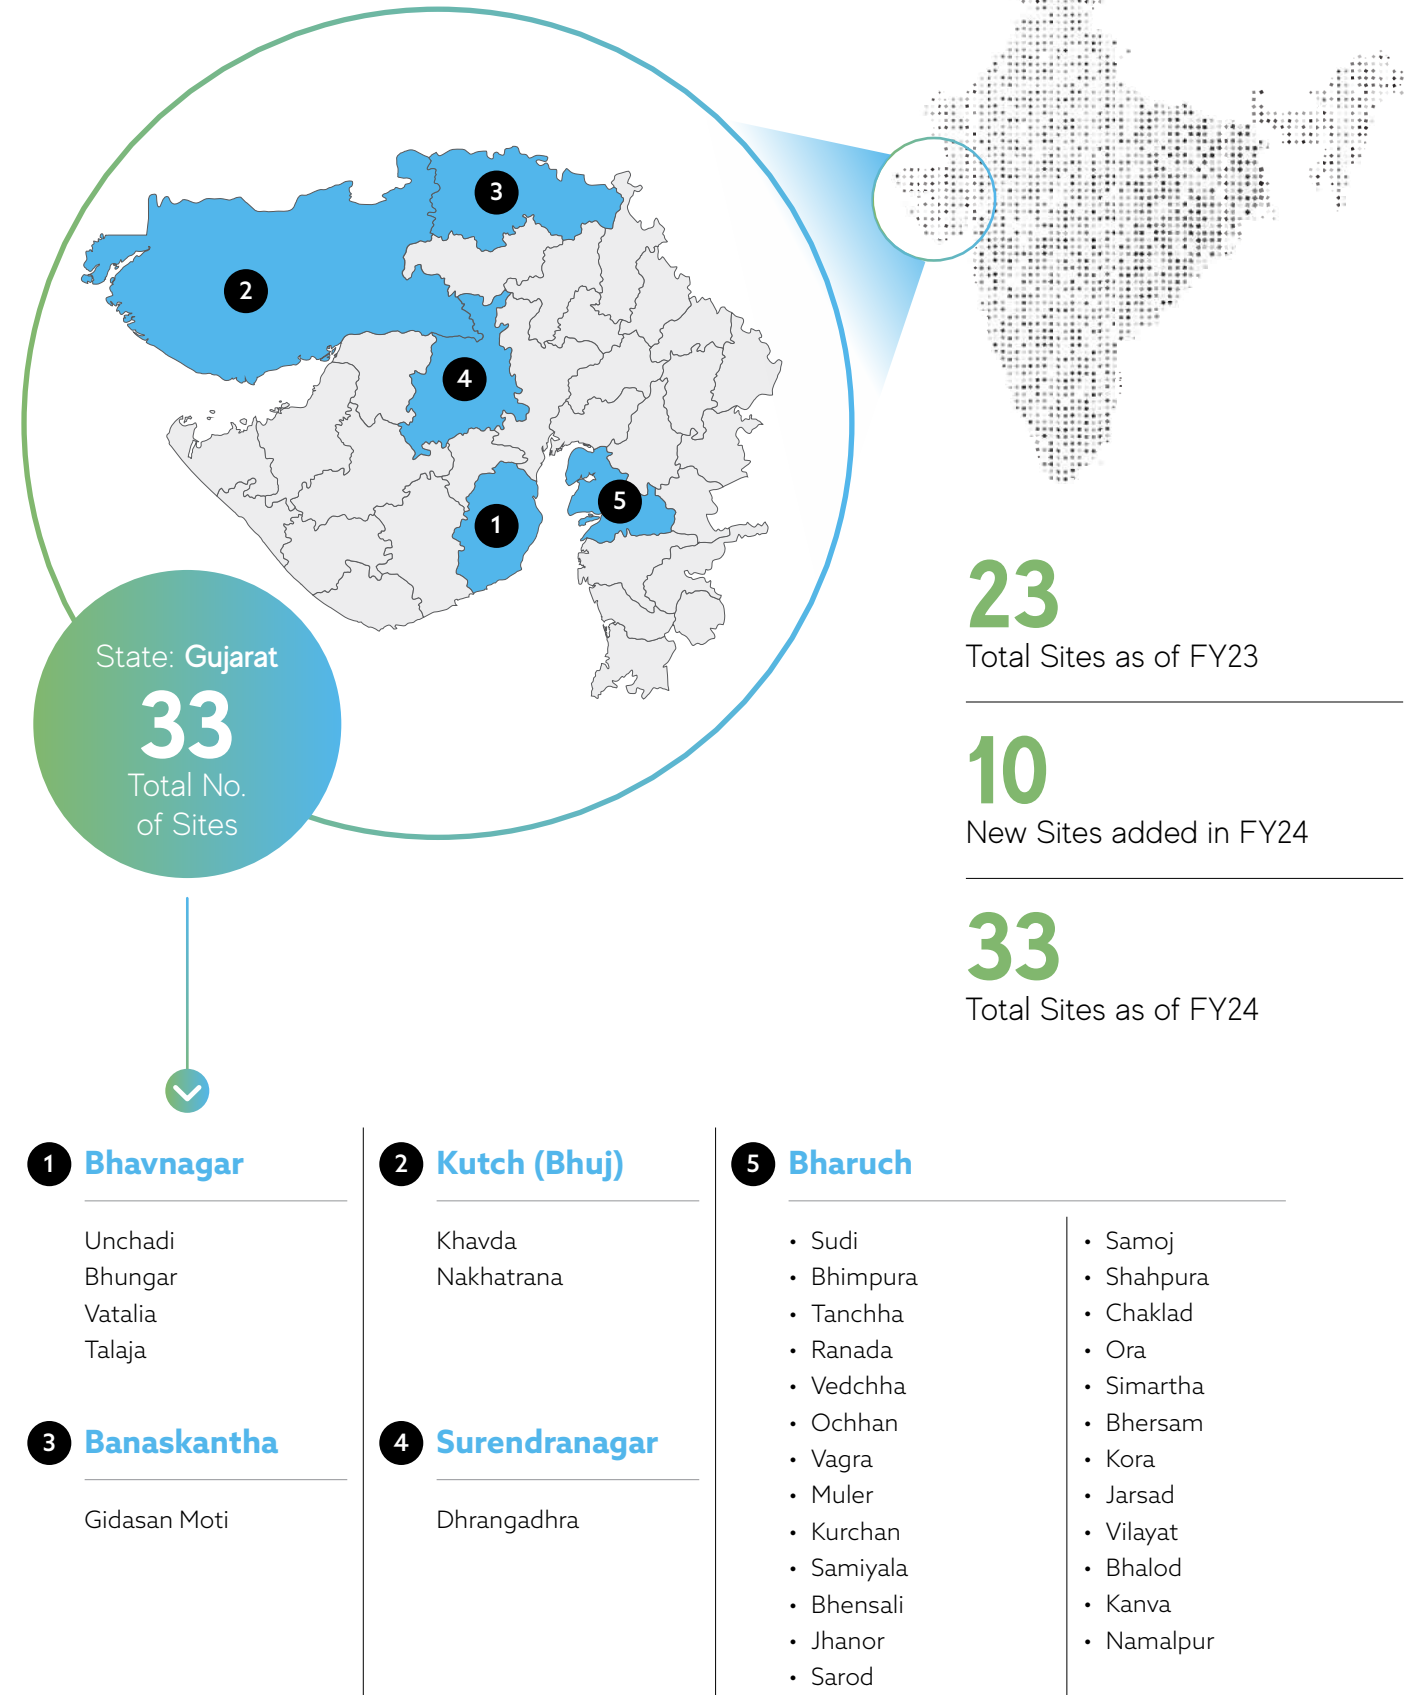 3
2
4
5
1
State: Gujarat
33
Total No.
of Sites
23
Total Sites as of FY23
10
New Sites added in FY24
33
Total Sites as of FY24
1 Bhavnagar
Unchadi
Bhungar
Vatalia
Talaja
2 Kutch (Bhuj)
Khavda
Nakhatrana
3 Banaskantha
Gidasan Moti
4 Surendranagar
Dhrangadhra
5 Bharuch
• Sudi
• Bhimpura
• Tanchha
• Ranada
• Vedchha
• Ochhan
• Vagra
• Muler
• Kurchan
• Samiyala
• Bhensali
• Jhanor
• Sarod
• Samoj
• Shahpura
• Chaklad
• Ora
• Simartha
• Bhersam
• Kora
• Jarsad
• Vilayat
• Bhalod
• Kanva
• Namalpur